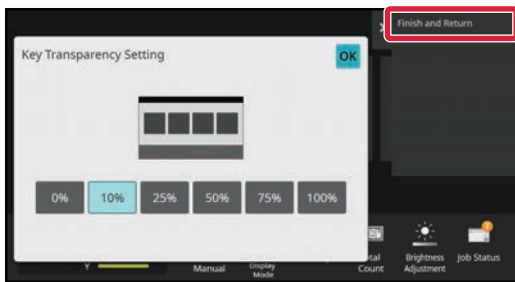 Finish and Return
Key Transparency Setting
OK
0%
10%
25%
50%
75%
100%
Y
Manual
Display
Mode
Count
Brightness
Adjustment
Job Status